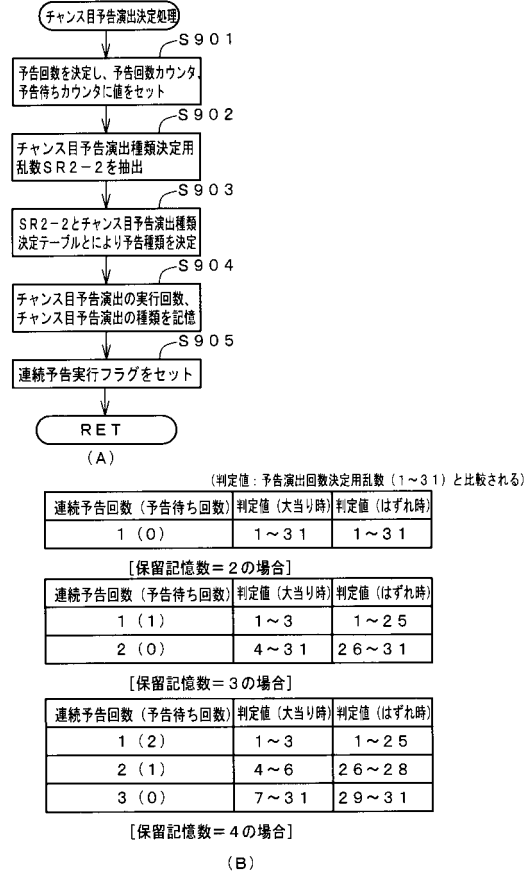 チャンス目予告演出決定処理
S901
予告回数を決定し、予告回数カウンタ、
予告待ちカウンタに値をセット
S902
チャンス目予告演出種類決定用
乱数SR2-2を抽出
S903
SR2-2とチャンス目予告演出種類
決定テーブルとにより予告種類を決定
S904
チャンス目予告演出の実行回数、
チャンス目予告演出の種類を記憶
S905
連続予告実行フラグをセット
RET
(A)
(判定値:予告演出回数決定用乱数(1~31)と比較される)
連続予告回数(予告待ち回数) 判定値(大当り時) 判定値(はずれ時)
1(0) 1~31 1~31
[保留記憶数=2の場合]
連続予告回数(予告待ち回数) 判定値(大当り時) 判定値(はずれ時)
1(1) 1~3 1~25
2(0) 4~31 26~31
[保留記憶数=3の場合]
連続予告回数(予告待ち回数) 判定値(大当り時) 判定値(はずれ時)
1(2) 1~3 1~25
2(1) 4~6 26~28
3(0) 7~31 29~31
[保留記憶数=4の場合]
(B)